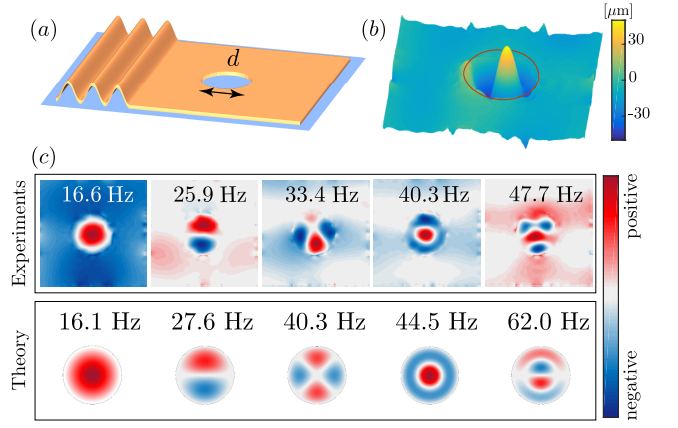 (a)
d
(b)
[μm]
30
0
-30
(c)
Experiments
16.6 Hz 25.9 Hz 33.4 Hz 40.3 Hz 47.7 Hz
positive
Theory
16.1 Hz 27.6 Hz 40.3 Hz 44.5 Hz 62.0 Hz
negative